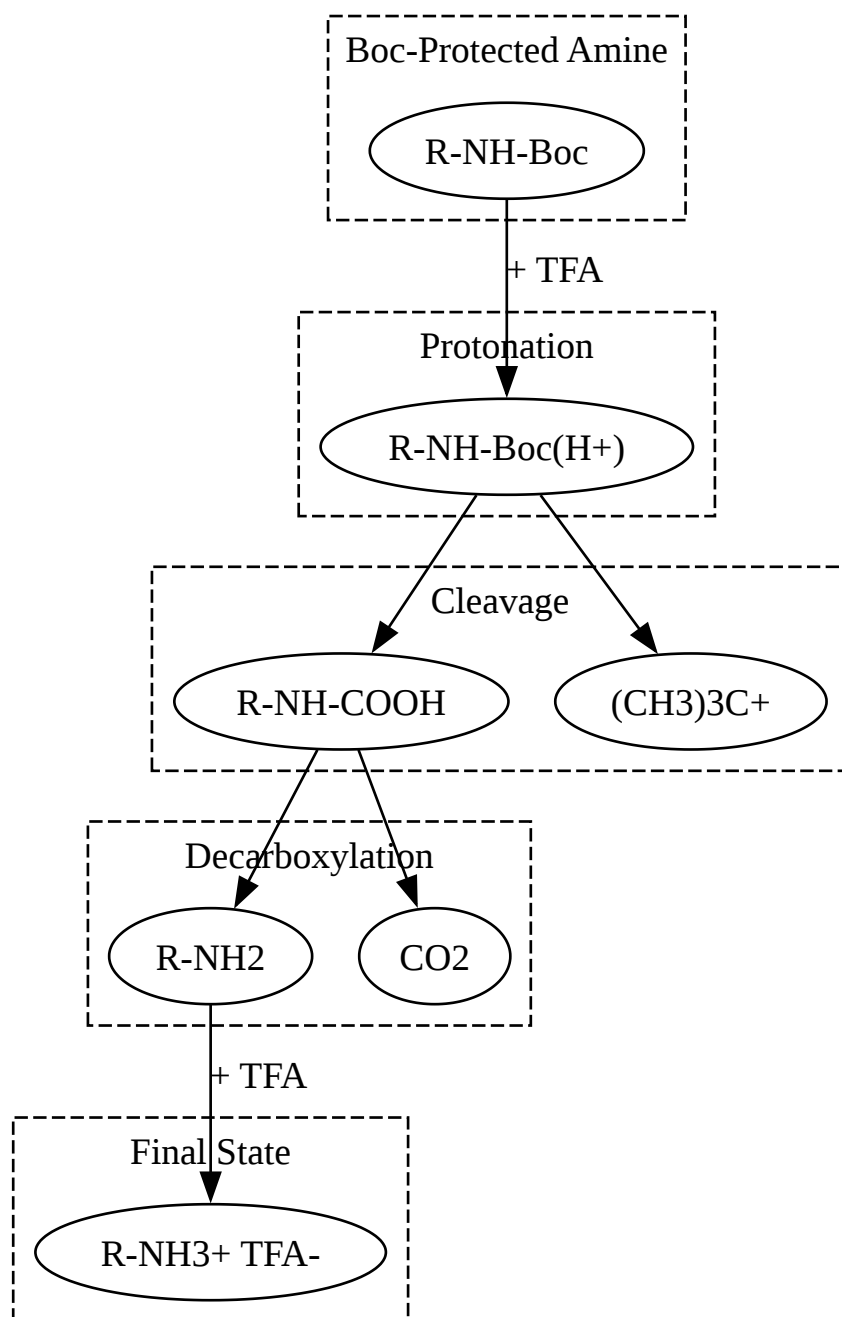 Boc-Protected Amine
R-NH-Boc
+ TFA
Protonation
R-NH-Boc(H+)
Cleavage
R-NH-COOH
(CH3)3C+
Decarboxylation
R-NH2
CO2
+ TFA
Final State
R-NH3+ TFA-